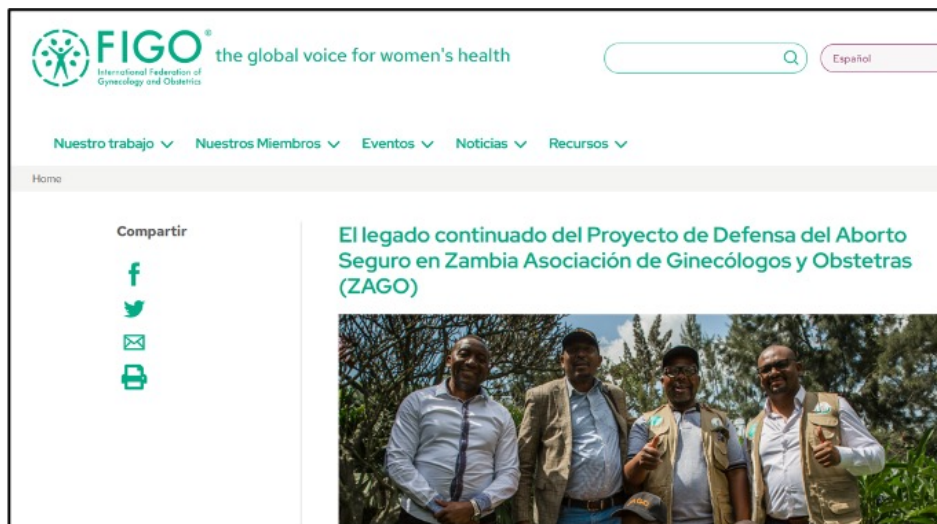 FIGO®
International Federation of
Gynecology and Obstetrics
the global voice for women's health
Español
Nuestro trabajo
Nuestros Miembros
Eventos
Noticias
Recursos
Home
Compartir
El legado continuado del Proyecto de Defensa del Aborto
Seguro en Zambia Asociación de Ginecólogos y Obstetras
(ZAGO)